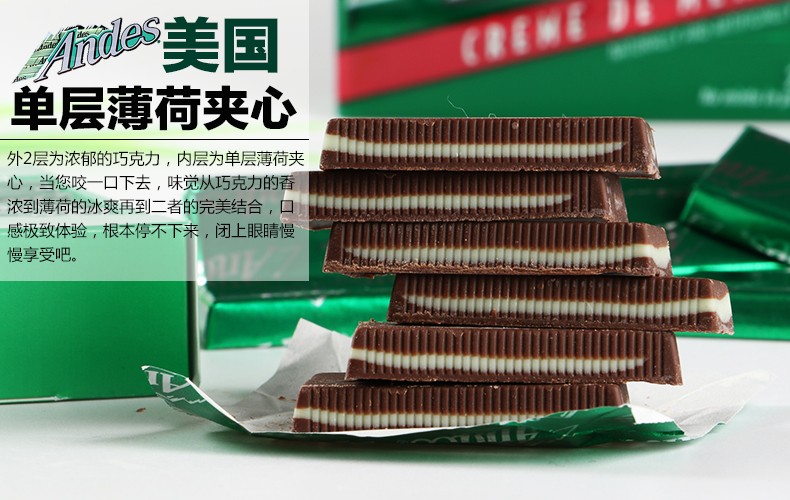 Andes 美国
CREME DE
单层薄荷夹心
外2层为浓郁的巧克力，内层为单层薄荷夹
心，当您咬一口下去，味觉从巧克力的香
浓到薄荷的冰爽再到二者的完美结合，口
感极致体验，根本停不下来，闭上眼睛慢
慢享受吧。
Andes